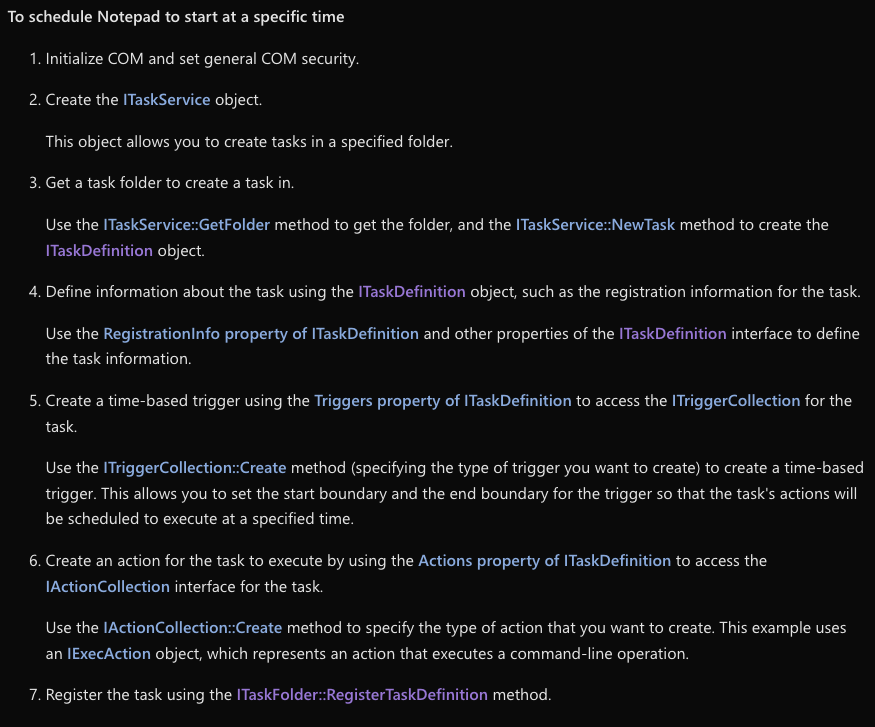 To schedule Notepad to start at a specific time
1. Initialize COM and set general COM security.
2. Create the ITaskService object.
This object allows you to create tasks in a specified folder.
3. Get a task folder to create a task in.
Use the ITaskService::GetFolder method to get the folder, and the ITaskService::NewTask method to create the
ITaskDefinition object.
4. Define information about the task using the ITaskDefinition object, such as the registration information for the task.
Use the RegistrationInfo property of ITaskDefinition and other properties of the ITaskDefinition interface to define
the task information.
5. Create a time-based trigger using the Triggers property of ITaskDefinition to access the ITriggerCollection for the
task.
Use the ITriggerCollection::Create method (specifying the type of trigger you want to create) to create a time-based
trigger. This allows you to set the start boundary and the end boundary for the trigger so that the task's actions will
be scheduled to execute at a specified time.
6. Create an action for the task to execute by using the Actions property of ITaskDefinition to access the
IActionCollection interface for the task.
Use the IActionCollection::Create method to specify the type of action that you want to create. This example uses
an IExecAction object, which represents an action that executes a command-line operation.
7. Register the task using the ITaskFolder::RegisterTaskDefinition method.